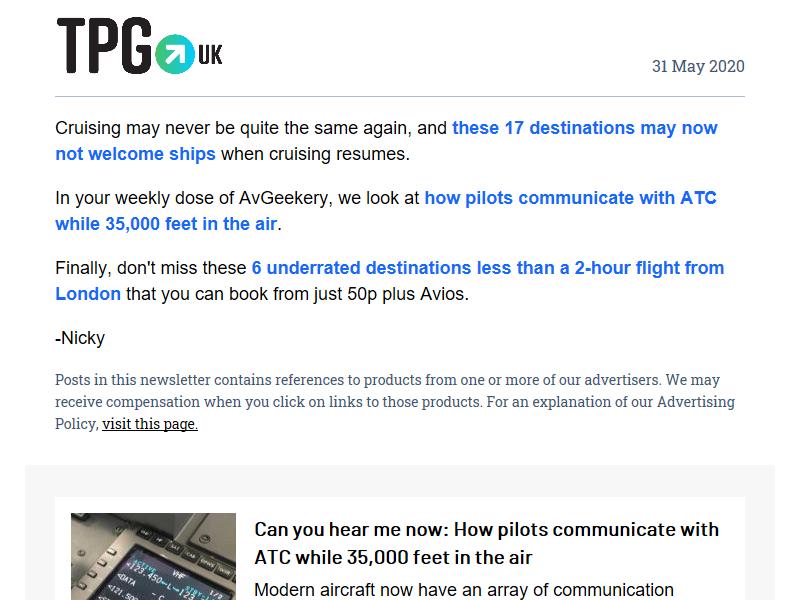 TPG UK
31 May 2020
Cruising may never be quite the same again, and these 17 destinations may now
not welcome ships when cruising resumes.
In your weekly dose of AvGeekery, we look at how pilots communicate with ATC
while 35,000 feet in the air.
Finally, don't miss these 6 underrated destinations less than a 2-hour flight from
London that you can book from just 50p plus Avios.
-Nicky
Posts in this newsletter contains references to products from one or more of our advertisers. We may
receive compensation when you click on links to those products. For an explanation of our Advertising
Policy, visit this page.
Can you hear me now: How pilots communicate with
ATC while 35,000 feet in the air
Modern aircraft now have an array of communication
VHF
<DATA